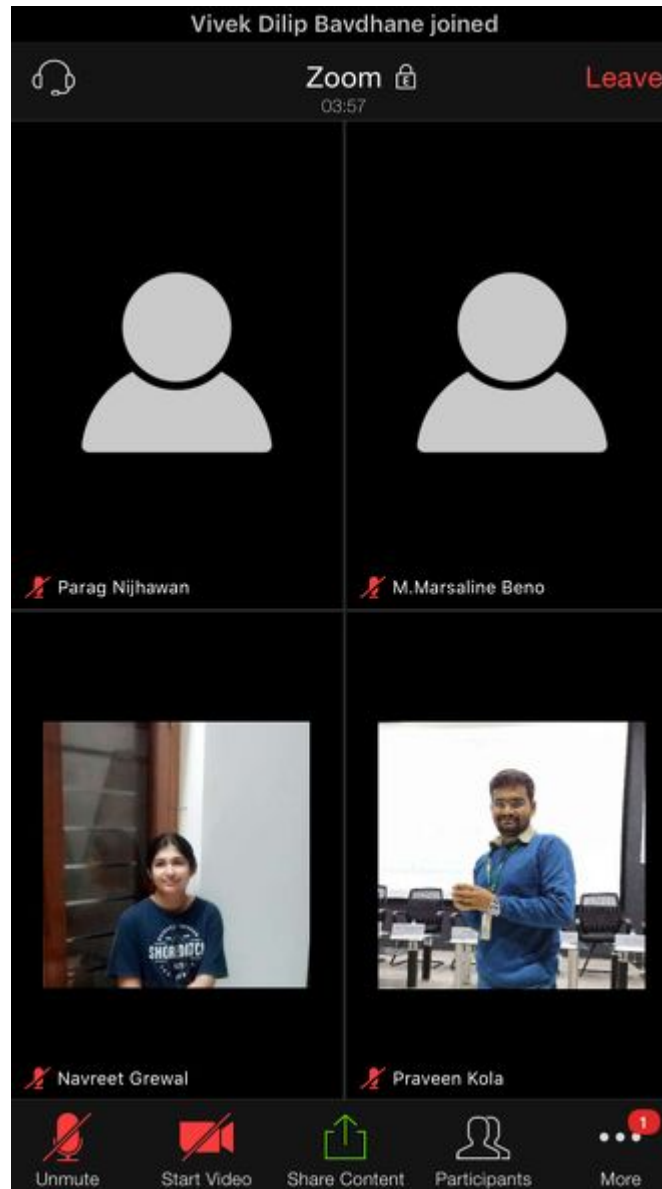 Vivek Dilip Bavdhane joined
Zoom
Leave
03:57
Parag Nijhawan
M.Marsaline Beno
SHOREDITCH
Navreet Grewal
Praveen Kola
1
Unmute
Start Video
Share Content
Participants
More